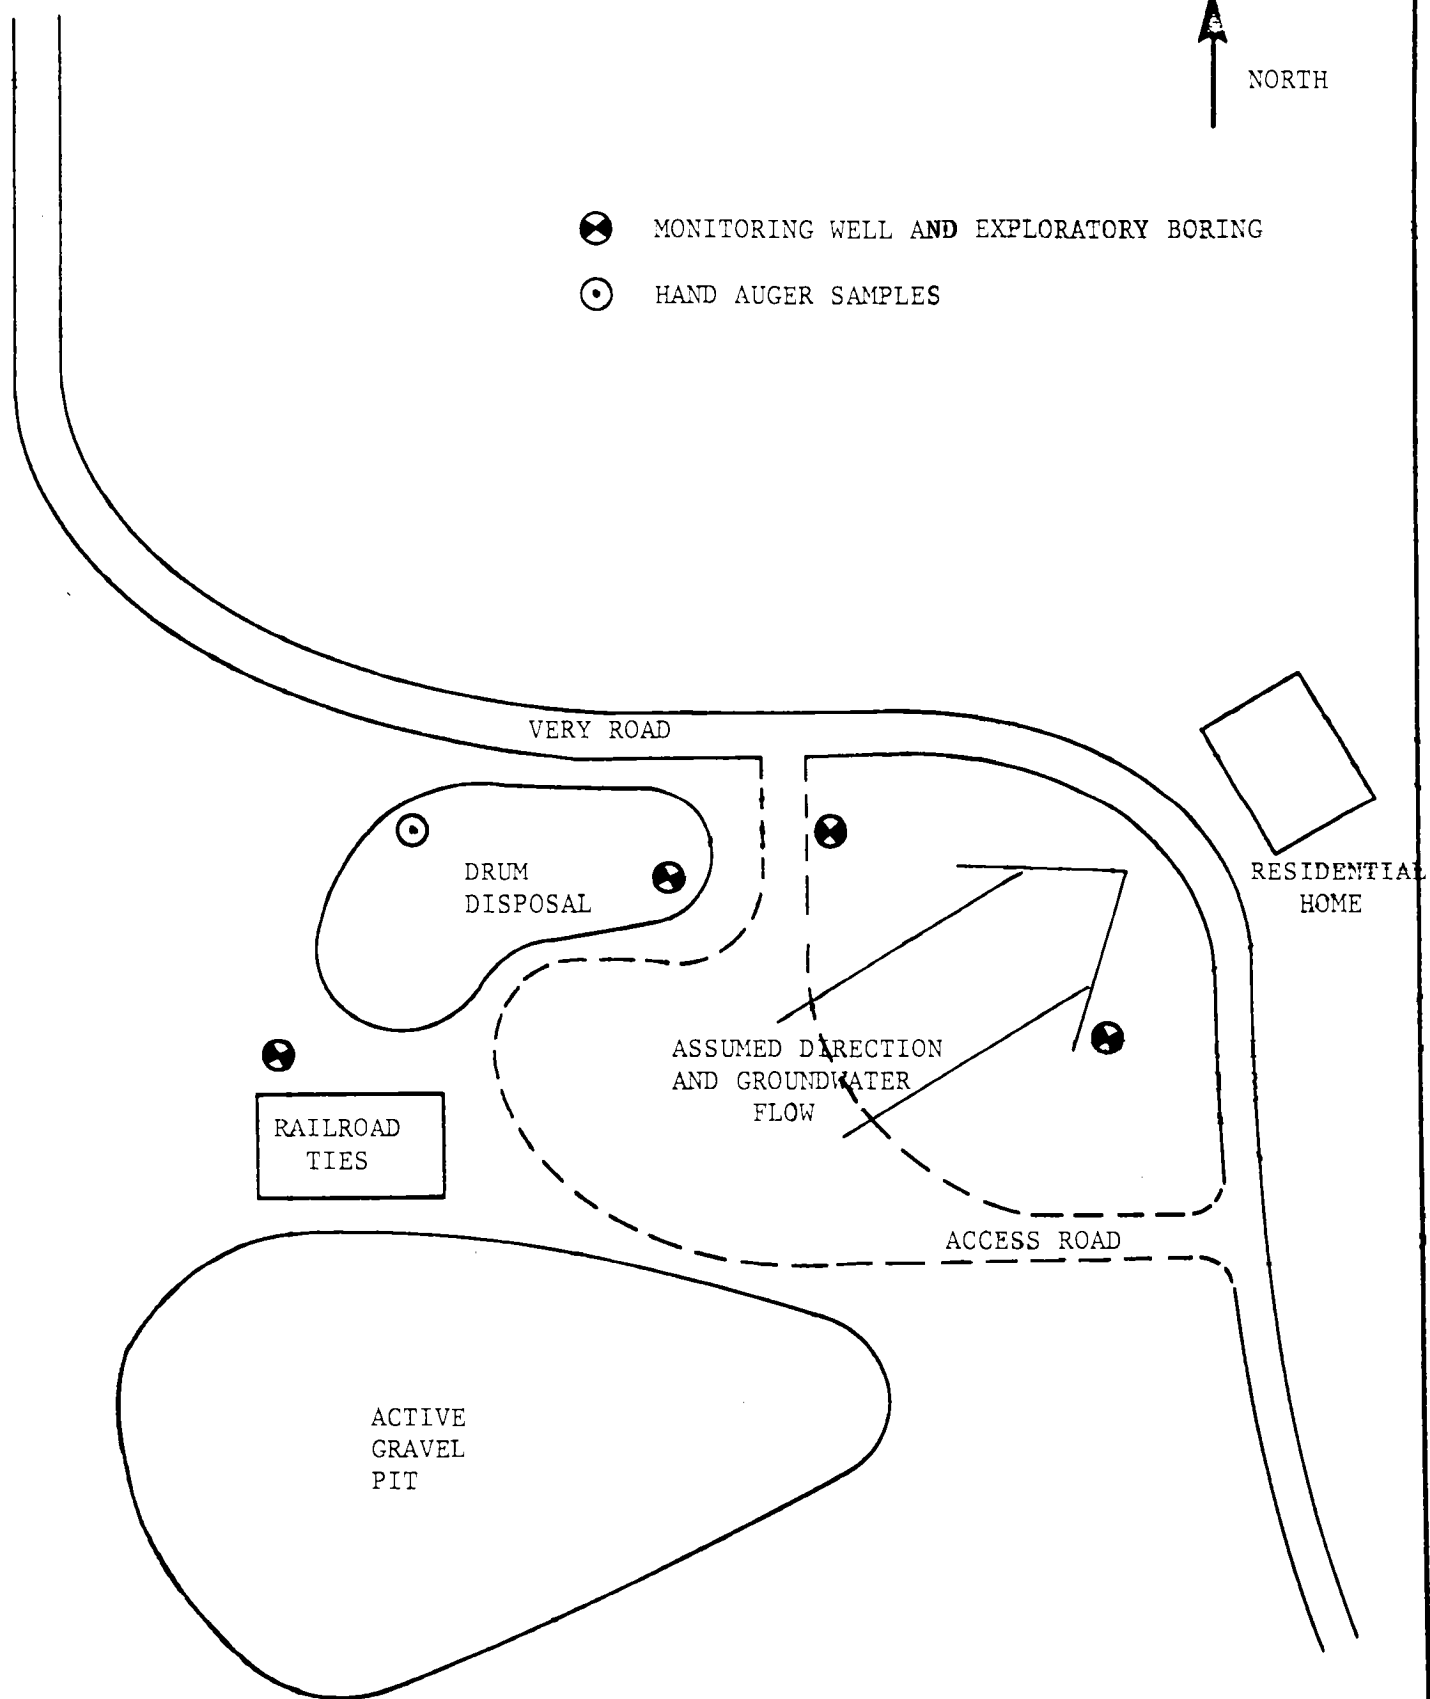 NORTH
MONITORING WELL AND EXPLORATORY BORING
HAND AUGER SAMPLES
VERY ROAD
DRUM
DISPOSAL
RESIDENTIAL
HOME
ASSUMED DIRECTION
AND GROUNDWATER
FLOW
RAILROAD
TIES
ACCESS ROAD
ACTIVE
GRAVEL
PIT